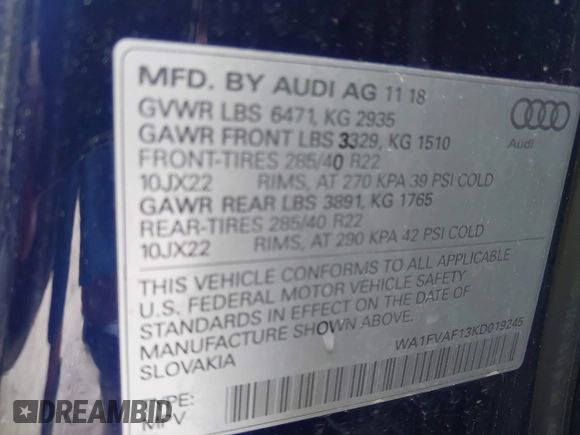 MFD. BY AUDI AG 11 18
GVWR LBS 6471, KG 2935
GAWR FRONT LBS 3329, KG 1510
FRONT-TIRES 285/40 R22
10JX22 RIMS, AT 270 KPA 39 PSI COLD
GAWR REAR LBS 3891, KG 1765
REAR-TIRES 285/40 R22
10JX22 RIMS, AT 290 KPA 42 PSI COLD
Audi
THIS VEHICLE CONFORMS TO ALL APPLICABLE
U.S. FEDERAL MOTOR VEHICLE SAFETY
STANDARDS IN EFFECT ON THE DATE OF
MANUFACTURE SHOWN ABOVE.
SLOVAKIA
WA1FVAF13KD019245
TYPE:
MPV
DREAMBID